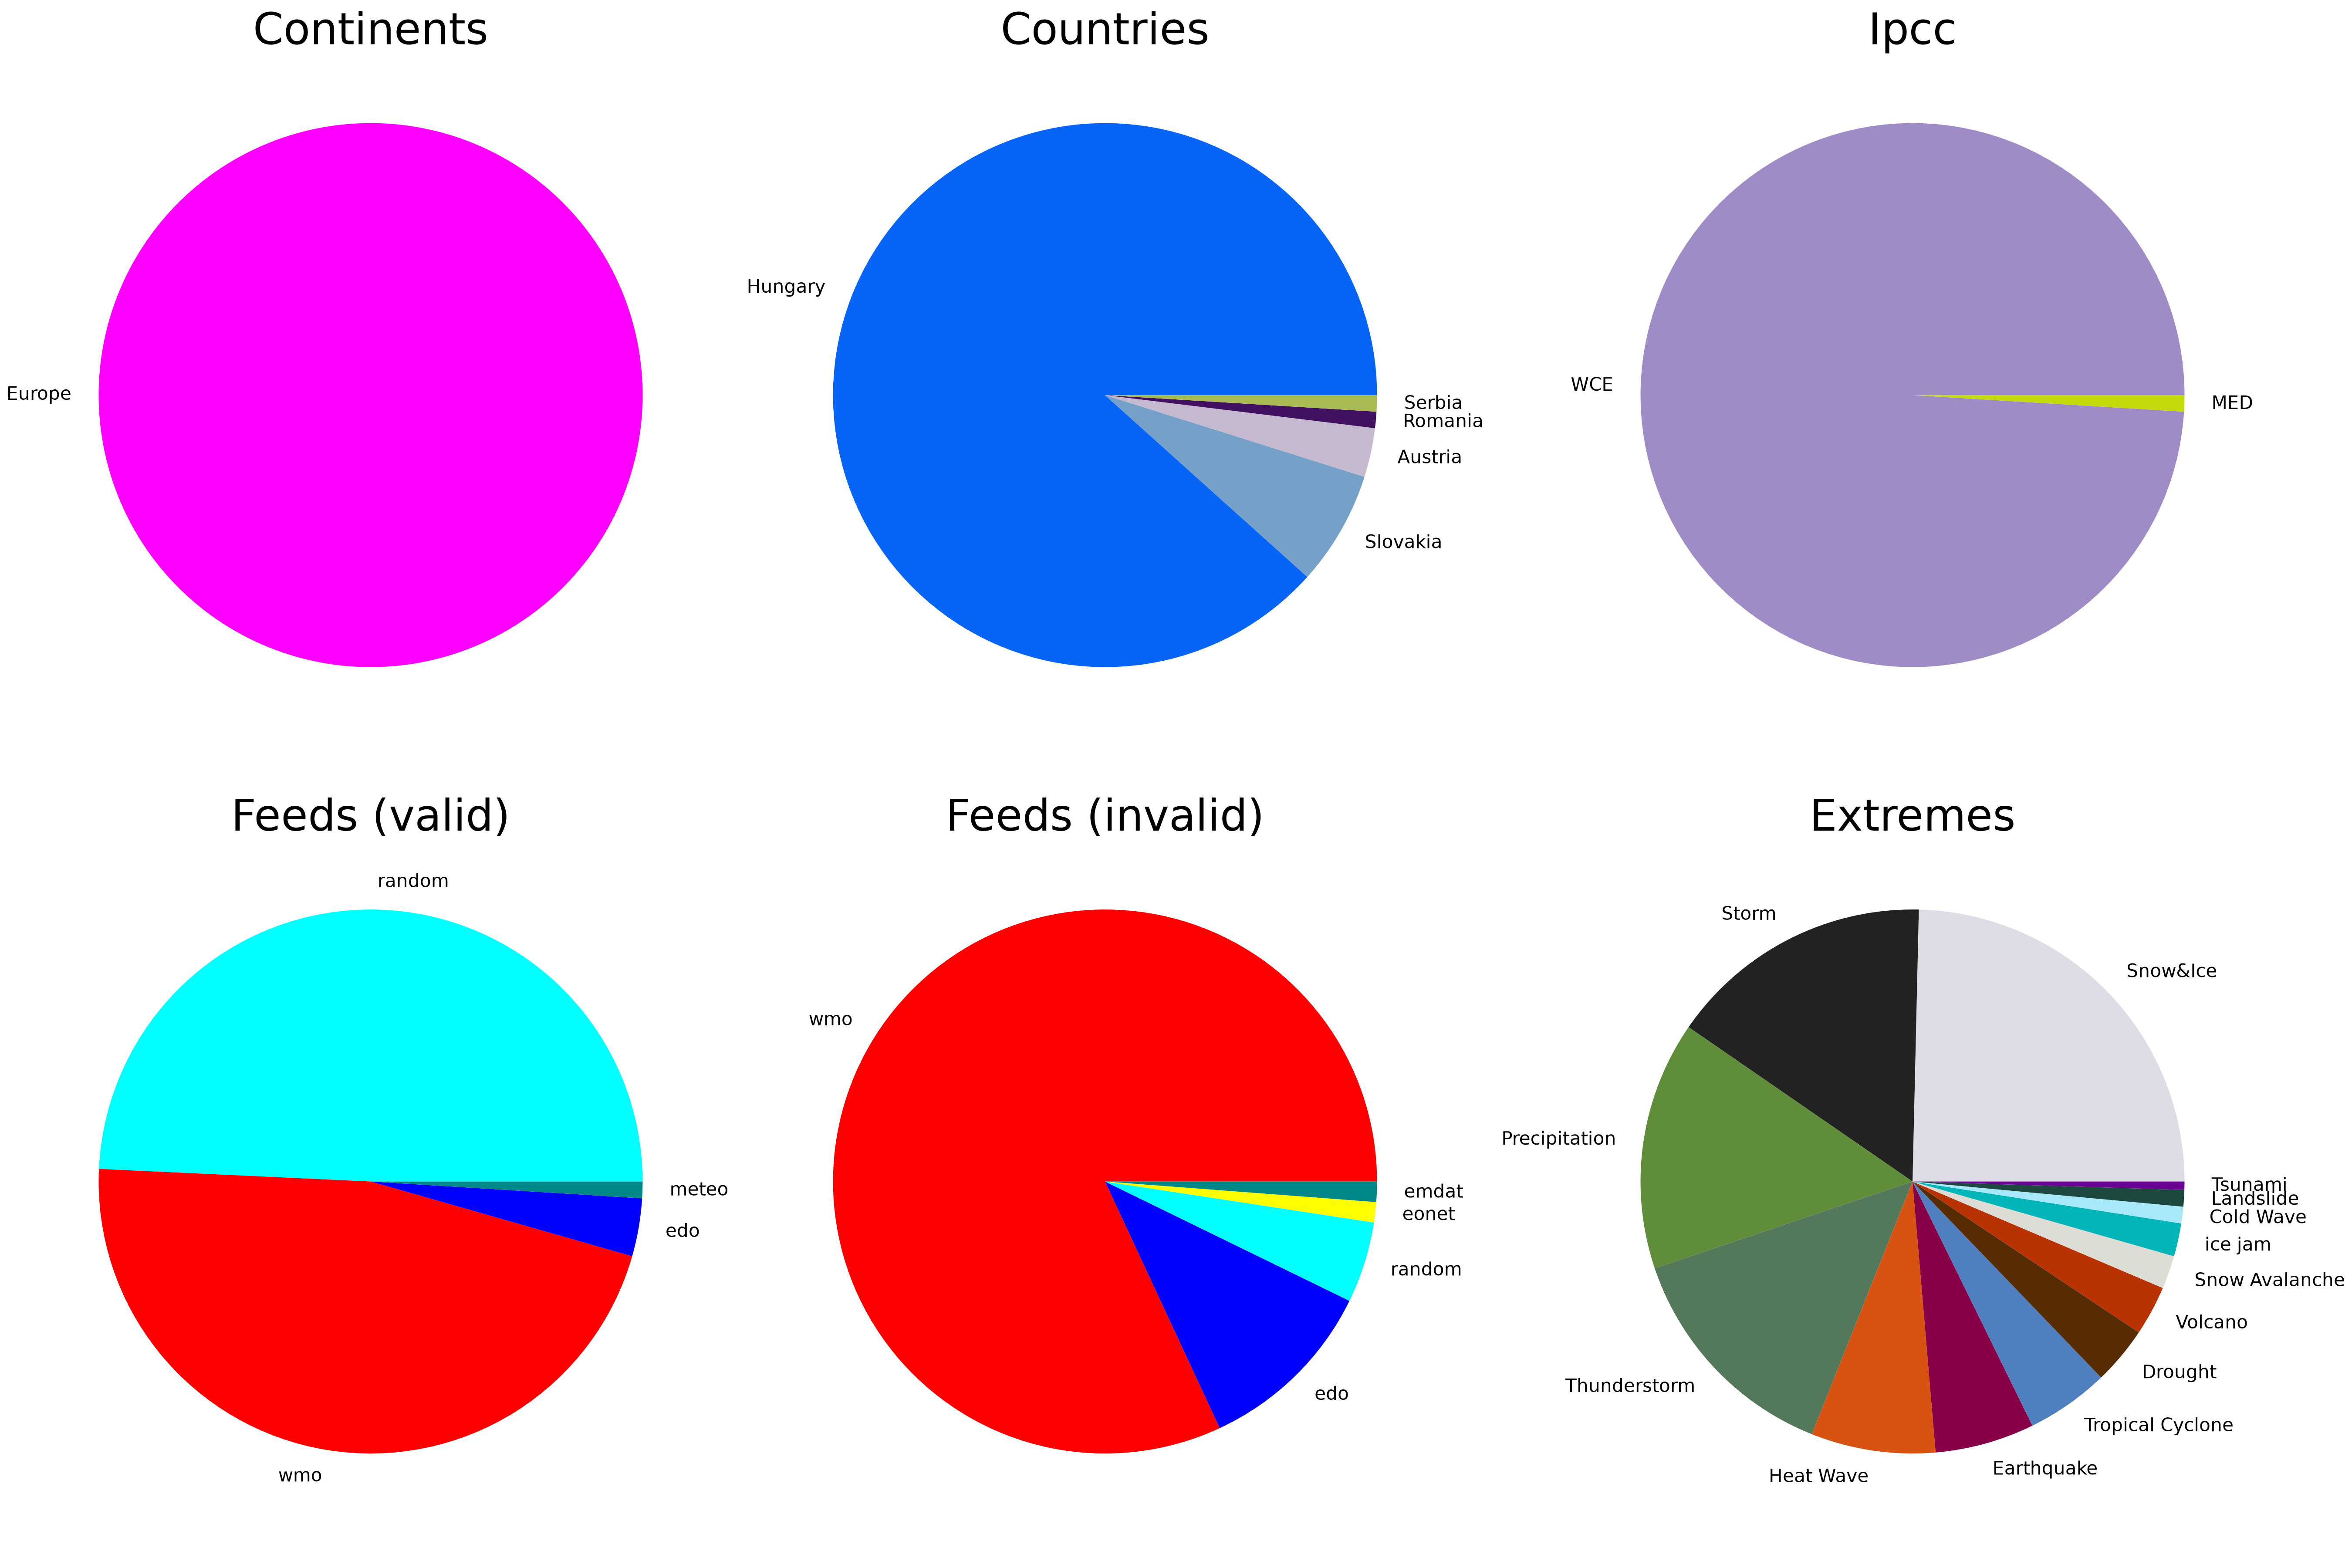 Continents
Europe
Countries
Hungary
Serbia
Romania
Austria
Slovakia
Ipcc
WCE
MED
Feeds (valid)
random
meteo
edo
wmo
Feeds (invalid)
wmo
emdat
eonet
random
edo
Extremes
Storm
Snow&Ice
Precipitation
Tsunami
Landslide
Cold Wave
ice jam
Snow Avalanche
Volcano
Drought
Thunderstorm
Tropical Cyclone
Heat Wave
Earthquake